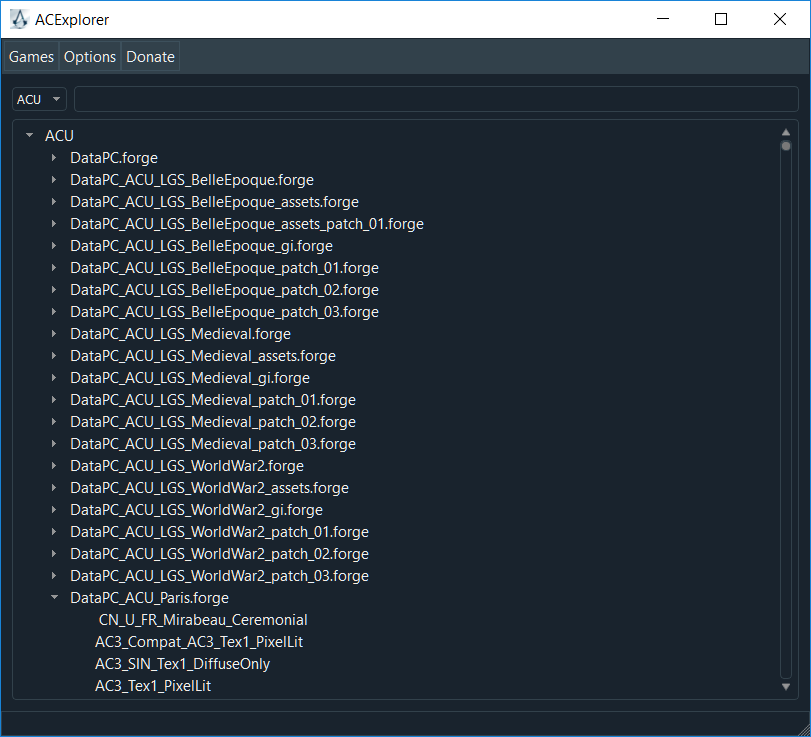 ACExplorer
Games Options Donate
ACU
ACU
DataPC.forge
DataPC_ACU_LGS_BelleEpoque.forge
DataPC_ACU_LGS_BelleEpoque_assets.forge
DataPC_ACU_LGS_BelleEpoque_assets_patch_01.forge
DataPC_ACU_LGS_BelleEpoque_gi.forge
DataPC_ACU_LGS_BelleEpoque_patch_01.forge
DataPC_ACU_LGS_BelleEpoque_patch_02.forge
DataPC_ACU_LGS_BelleEpoque_patch_03.forge
DataPC_ACU_LGS_Medieval.forge
DataPC_ACU_LGS_Medieval_assets.forge
DataPC_ACU_LGS_Medieval_gi.forge
DataPC_ACU_LGS_Medieval_patch_01.forge
DataPC_ACU_LGS_Medieval_patch_02.forge
DataPC_ACU_LGS_Medieval_patch_03.forge
DataPC_ACU_LGS_WorldWar2.forge
DataPC_ACU_LGS_WorldWar2_assets.forge
DataPC_ACU_LGS_WorldWar2_gi.forge
DataPC_ACU_LGS_WorldWar2_patch_01.forge
DataPC_ACU_LGS_WorldWar2_patch_02.forge
DataPC_ACU_LGS_WorldWar2_patch_03.forge
DataPC_ACU_Paris.forge
CN_U_FR_Mirabeau_Ceremonial
AC3_Compat_AC3_Tex1_PixelLit
AC3_SIN_Tex1_DiffuseOnly
AC3_Tex1_PixelLit